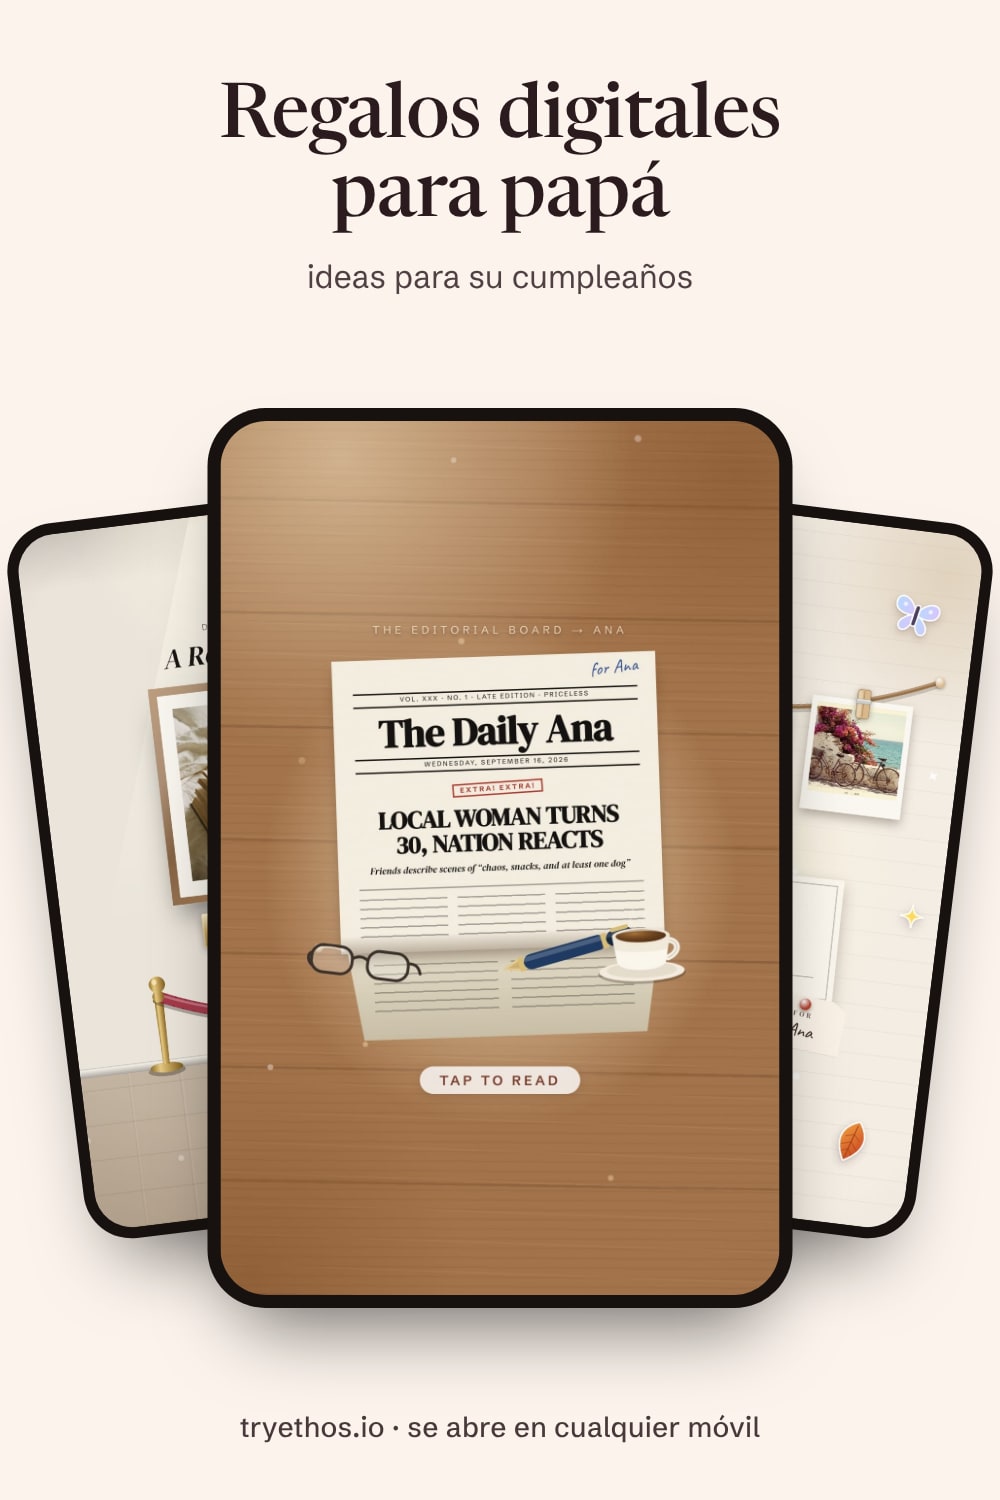 Regalos digitales
para papá
ideas para su cumpleaños
THE EDITORIAL BOARD → ANA
for Ana
VOL. XXX · NO. 1 · LATE EDITION · PRICELESS
The Daily Ana
WEDNESDAY, SEPTEMBER 16, 2026
EXTRA! EXTRA!
LOCAL WOMAN TURNS
30, NATION REACTS
Friends describe scenes of “chaos, snacks, and at least one dog”
TAP TO READ
A
FOR
Ana
tryethos.io · se abre en cualquier móvil